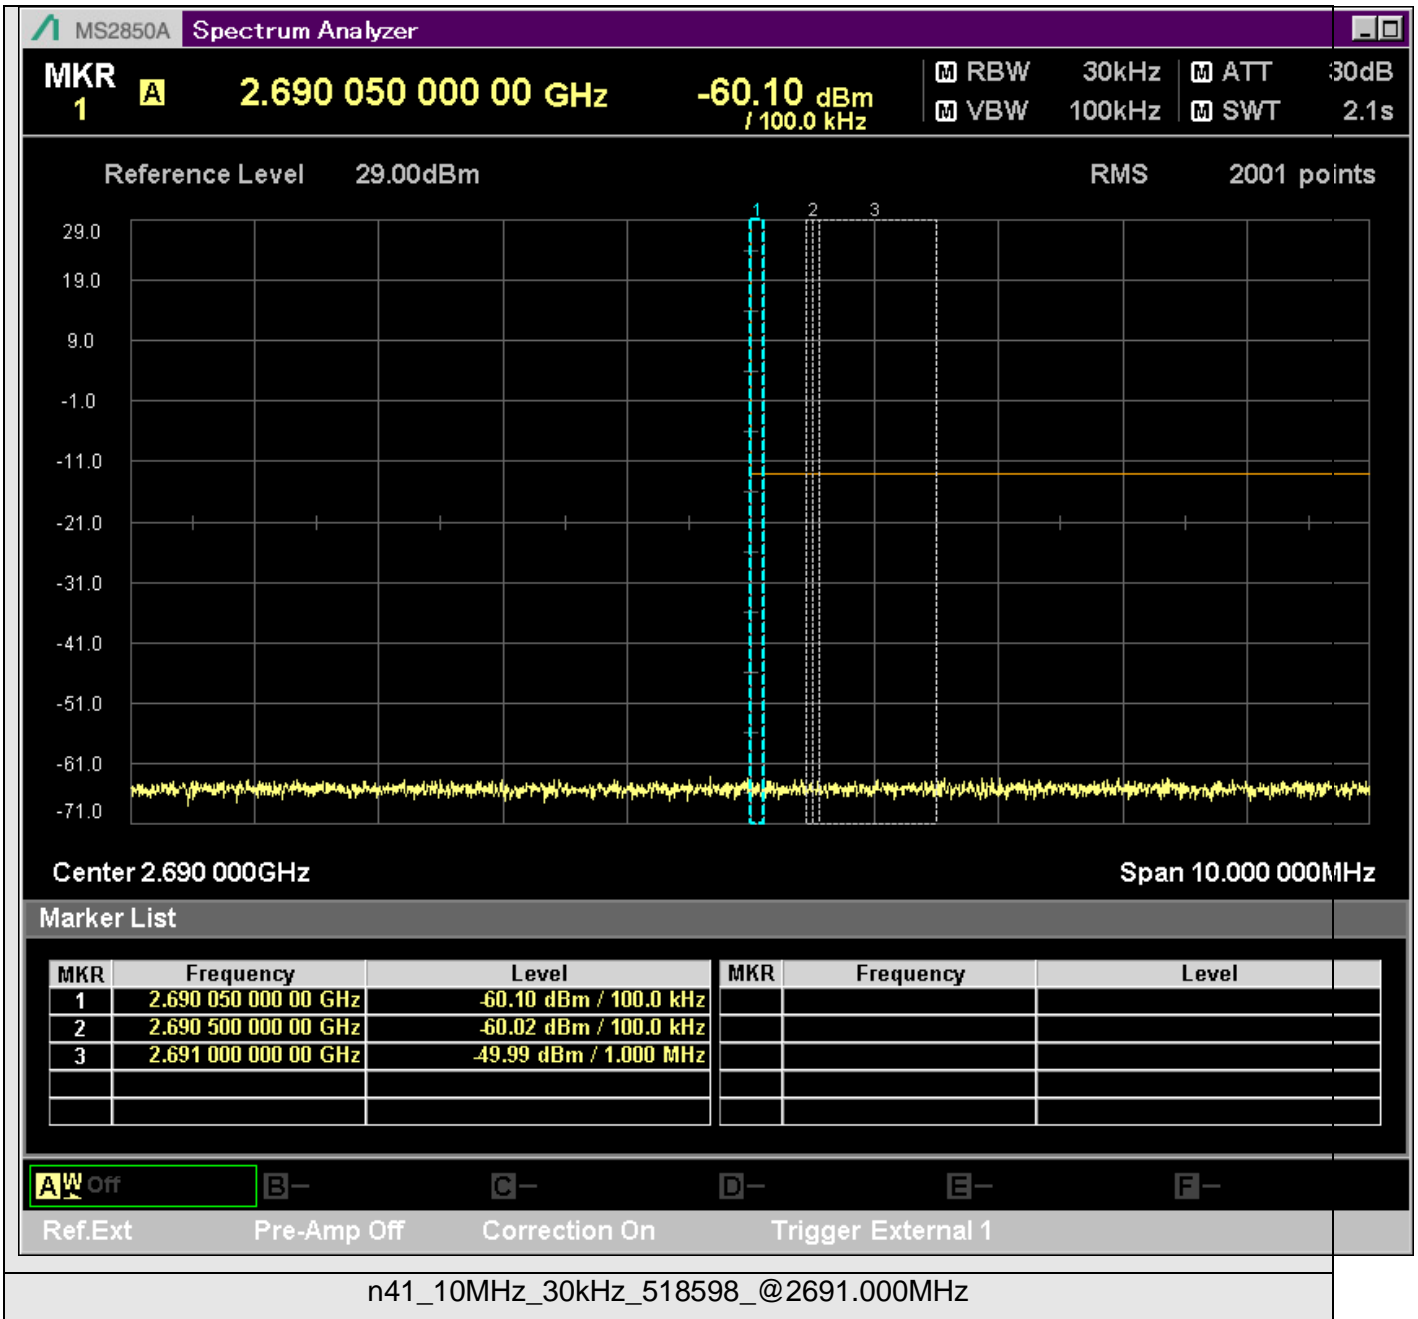 MS2850A Spectrum Analyzer
MKR 1 A 2.690 050 000 00 GHz -60.10 dBm / 100.0 kHz
M RBW 30kHz M ATT 30dB
M VBW 100kHz M SWT 2.1s
Reference Level 29.00dBm RMS 2001 points
1 2 3
29.0
19.0
9.0
-1.0
-11.0
-21.0
-31.0
-41.0
-51.0
-61.0
-71.0
Center 2.690 000GHz Span 10.000 000MHz
Marker List
MKR Frequency Level MKR Frequency Level
1 2.690 050 000 00 GHz -60.10 dBm / 100.0 kHz
2 2.690 500 000 00 GHz -60.02 dBm / 100.0 kHz
3 2.691 000 000 00 GHz -49.99 dBm / 1.000 MHz
A W Off B - C - D - E - F -
Ref.Ext Pre-Amp Off Correction On Trigger External 1
n41_10MHz_30kHz_518598_@2691.000MHz